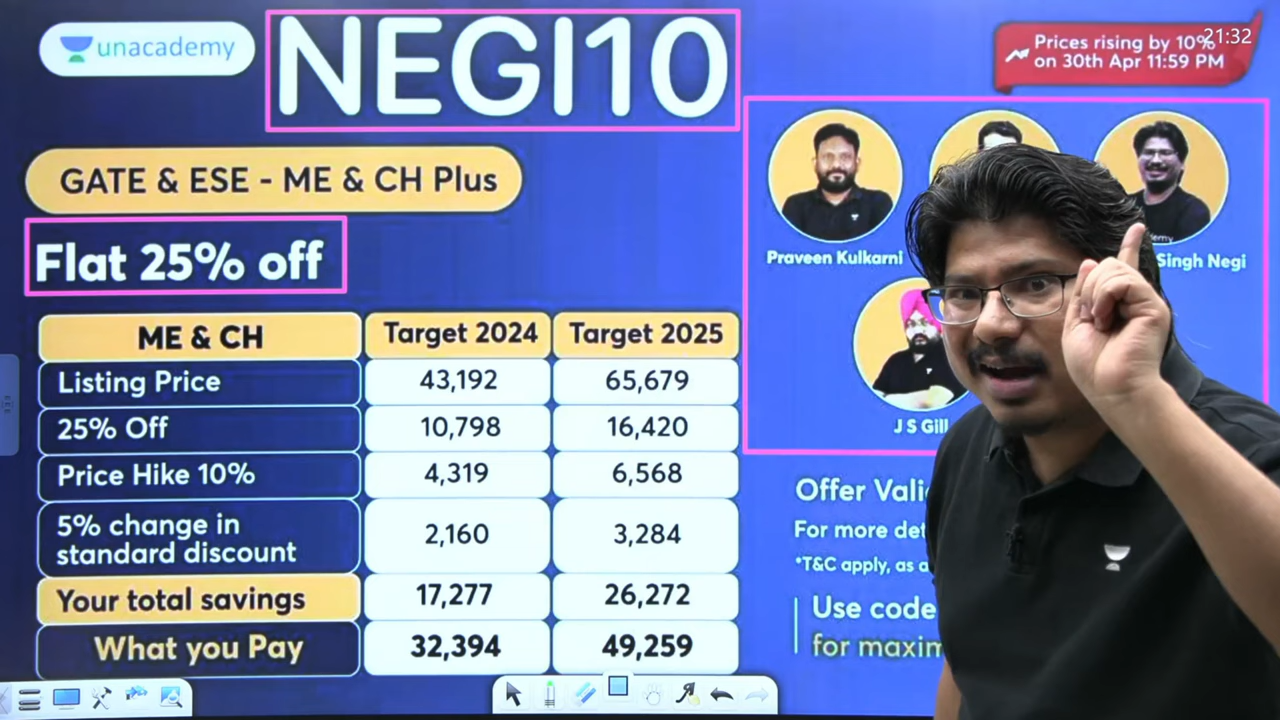 unacademy
NEGI10
21:32
Prices rising by 10%
on 30th Apr 11:59 PM
GATE & ESE - ME & CH Plus
Flat 25% off
Praveen Kulkarni
Singh Negi
J S Gill
ME & CH Target 2024 Target 2025
Listing Price 43,192 65,679
25% Off 10,798 16,420
Price Hike 10% 4,319 6,568
5% change in
standard discount 2,160 3,284
Your total savings 17,277 26,272
What you Pay 32,394 49,259
Offer
For more
*T&C apply, as
Use code
for